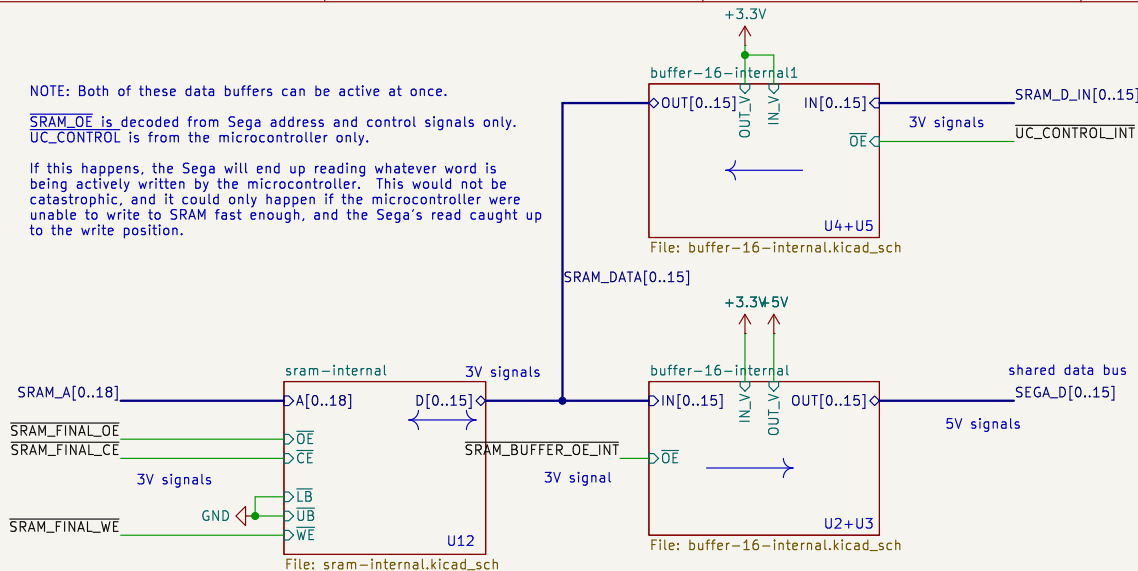 +3.3V
buffer-16-internal1
NOTE: Both of these data buffers can be active at once.
OUT[0..15]
OUT_V
IN_V
IN[0..15]
SRAM_D_IN[0..15]
SRAM_OE is decoded from Sega address and control signals only.
3V signals
UC_CONTROL is from the microcontroller only.
OE
UC_CONTROL_INT
If this happens, the Sega will end up reading whatever word is
being actively written by the microcontroller.  This would not be
catastrophic, and it could only happen if the microcontroller were
unable to write to SRAM fast enough, and the Sega's read caught up
to the write position.
U4+U5
File: buffer-16-internal.kicad_sch
SRAM_DATA[0..15]
+3.3V
+5V
sram-internal
3V signals
buffer-16-internal
shared data bus
SRAM_A[0..18]
A[0..18]
D[0..15]
IN[0..15]
IN_V
OUT_V
OUT[0..15]
SEGA_D[0..15]
5V signals
SRAM_FINAL_OE
OE
SRAM_FINAL_CE
CE
SRAM_BUFFER_OE_INT
OE
3V signals
3V signal
LB
GND
UB
SRAM_FINAL_WE
WE
U12
U2+U3
File: sram-internal.kicad_sch
File: buffer-16-internal.kicad_sch